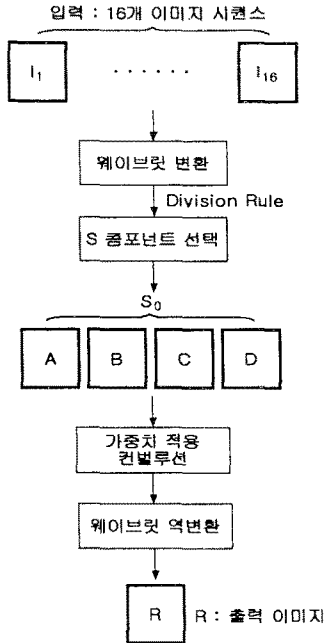 입력 : 16개 이미지 시퀀스
I1 ...... I16
웨이브릿 변환
Division Rule
S 콤포넌트 선택
S0
A B C D
가중치 적용
컨벌루션
웨이브릿 역변환
R R : 출력 이미지